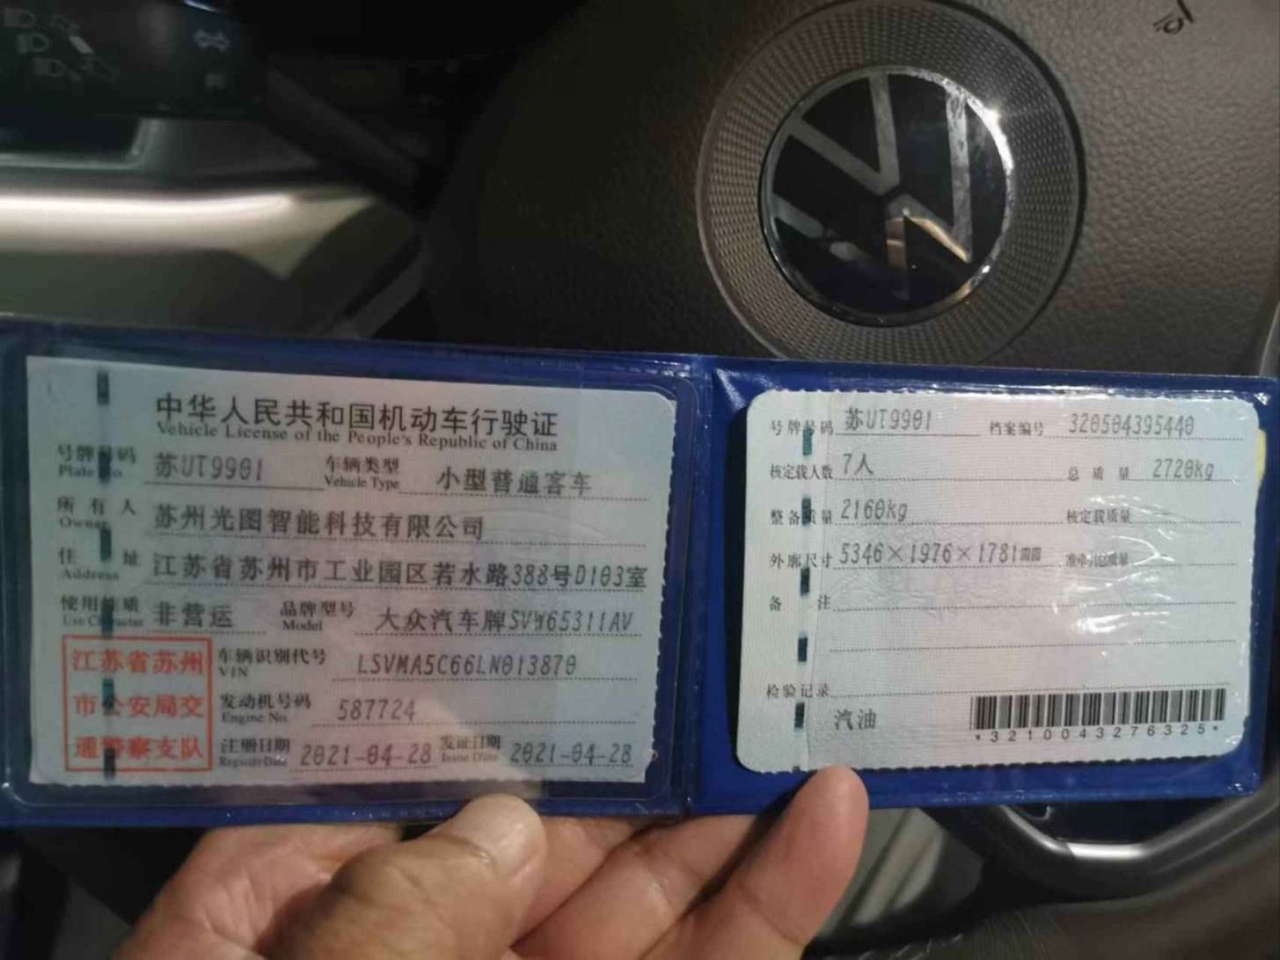 中华人民共和国机动车行驶证
Vehicle License of the People's Republic of China
号牌号码 苏UT9901 车辆类型 小型普通客车
Plate No. Vehicle Type
所有人 苏州光图智能科技有限公司
Owner
住址 江苏省苏州市工业园区若水路388号D103室
Address
使用性质 非营运 品牌型号 大众汽车牌SVW65311AV
Use Character Model
江苏省苏州
市公安局交
通警察支队
车辆识别代号 LSVMA5C66LN013870
VIN
发动机号码 587724
Engine No.
注册日期 2021-04-28 发证日期 2021-04-28
Register Date Issue Date
号牌号码 苏UT9901 档案编号 320504395440
核定载人数 7人 总质量 2720kg
整备质量 2160kg 核定载质量
外廓尺寸 5346×1976×1781mm 准牵引总质量
备注
检验记录
汽油
*3210043276325*